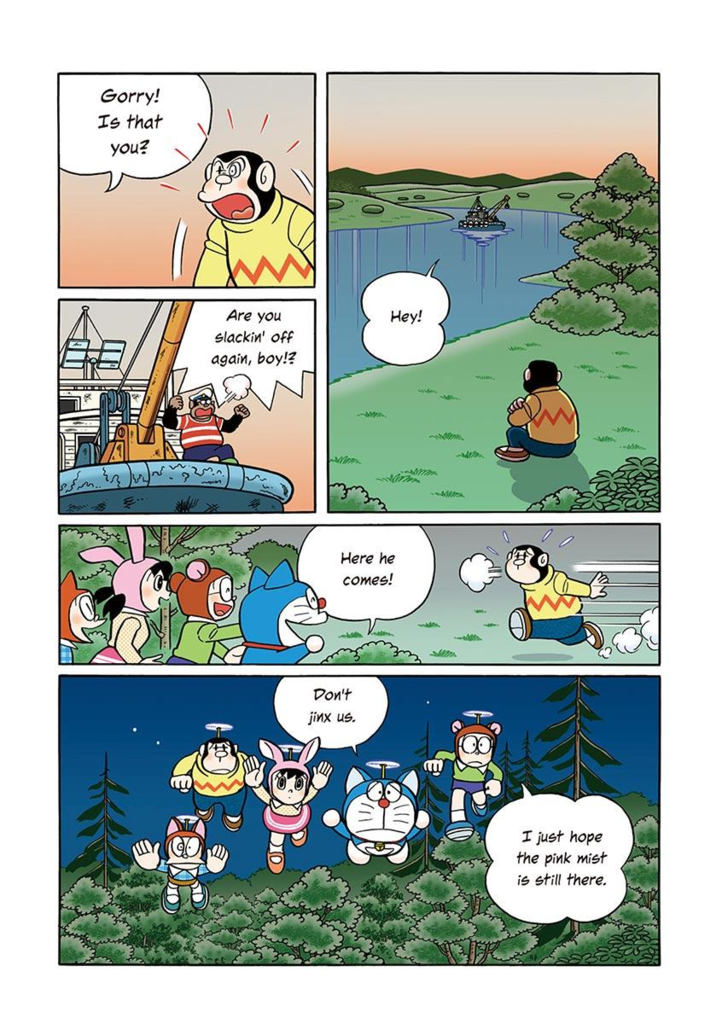 Hey!
Gorry!
Is that
you?
Are you
slackin' off
again, boy!?
Here he
comes!
I just hope
the pink mist
is still there.
Don't
jinx us.